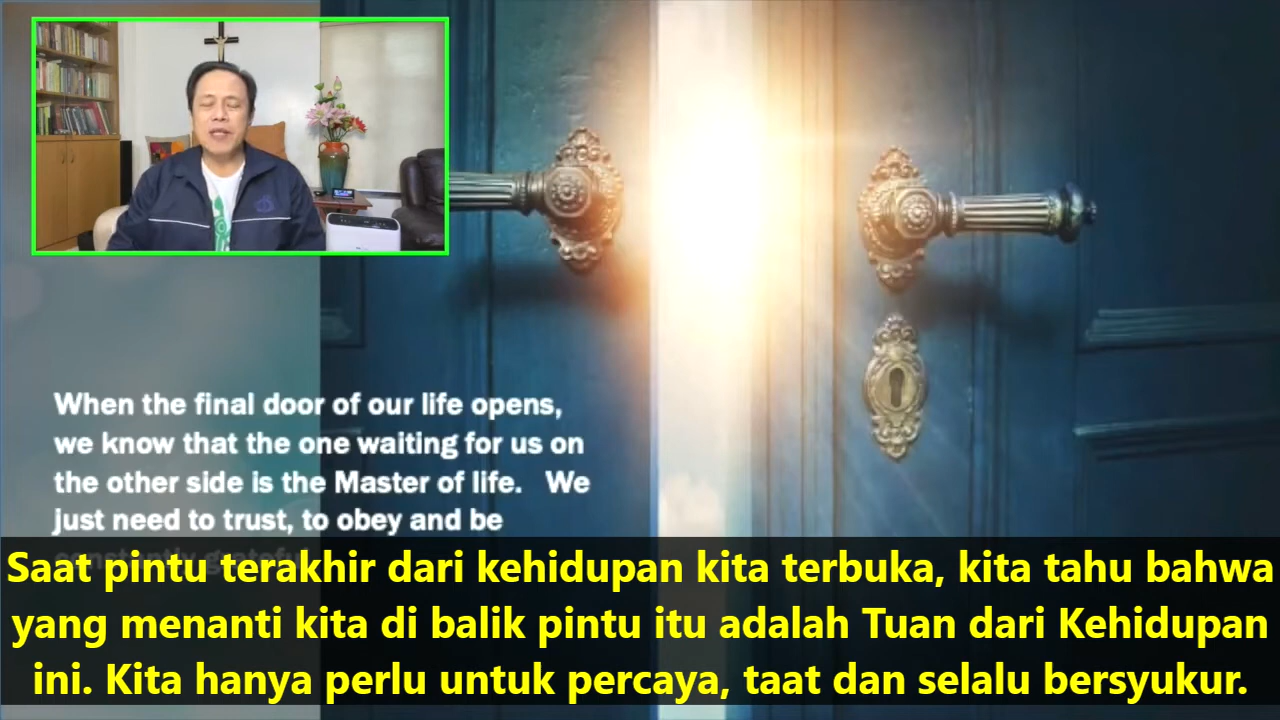 When the final door of our life opens,
we know that the one waiting for us on
the other side is the Master of life. We
just need to trust, to obey and be
constantly grateful
Saat pintu terakhir dari kehidupan kita terbuka, kita tahu bahwa
yang menanti kita di balik pintu itu adalah Tuan dari Kehidupan
ini. Kita hanya perlu untuk percaya, taat dan selalu bersyukur.